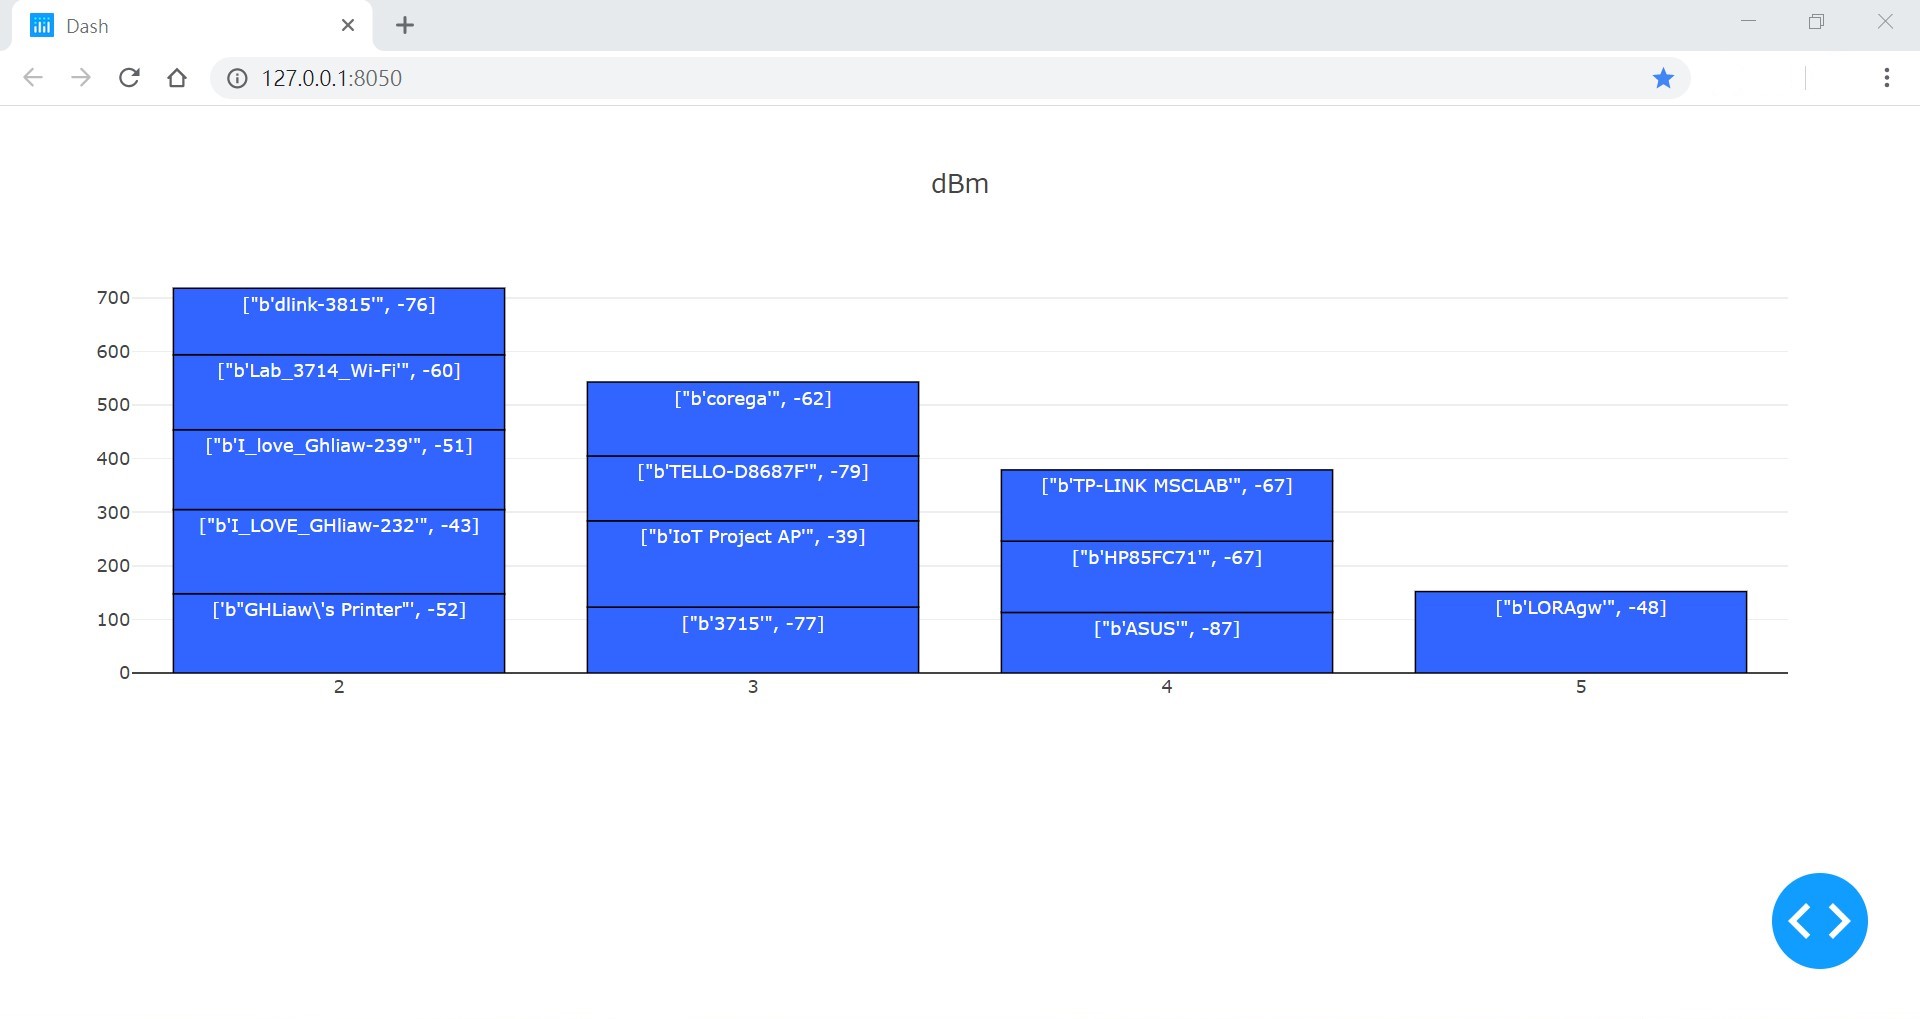 Dash
127.0.0.1:8050
dBm
700
600
500
400
300
200
100
0
["b'dlink-3815'", -76]
["b'Lab_3714_Wi-Fi'", -60]
["b'I_love_Ghliaw-239'", -51]
["b'I_LOVE_GHliaw-232'", -43]
['b"GHLiaw\'s Printer"', -52]
["b'corega'", -62]
["b'TELLO-D8687F'", -79]
["b'IoT Project AP'", -39]
["b'3715'", -77]
["b'TP-LINK MSCLAB'", -67]
["b'HP85FC71'", -67]
["b'ASUS'", -87]
["b'LORAgw'", -48]
2
3
4
5